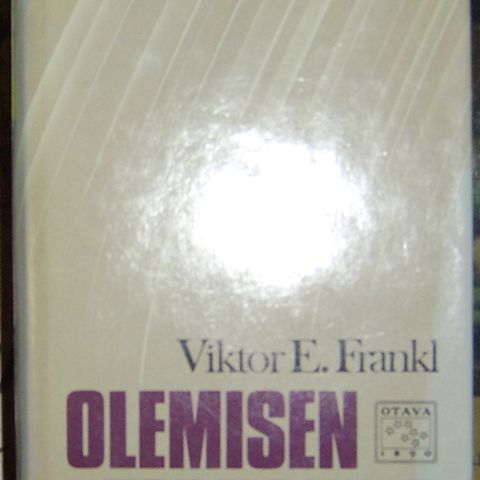 Viktor E. Frankl
OLEMISEN
OTAVA
1890